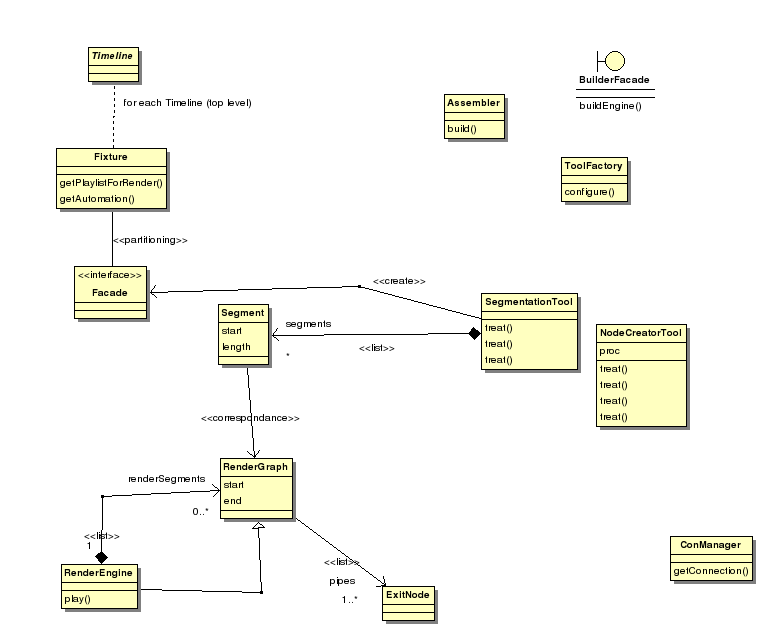 Timeline
for each Timeline (top level)
BuilderFacade
buildEngine()
Assembler
build()
Fixture
getPlaylistForRender()
getAutomation()
ToolFactory
configure()
<<partitioning>>
<<interface>>
Facade
<<create>>
SegmentationTool
treat()
treat()
treat()
Segment
start
length
segments
<<list>>
*
NodeCreatorTool
proc
treat()
treat()
treat()
treat()
<<correspondance>>
RenderGraph
start
end
renderSegments
0..*
<<list>>
1
RenderEngine
play()
<<list>>
pipes
1..*
ExitNode
ConManager
getConnection()